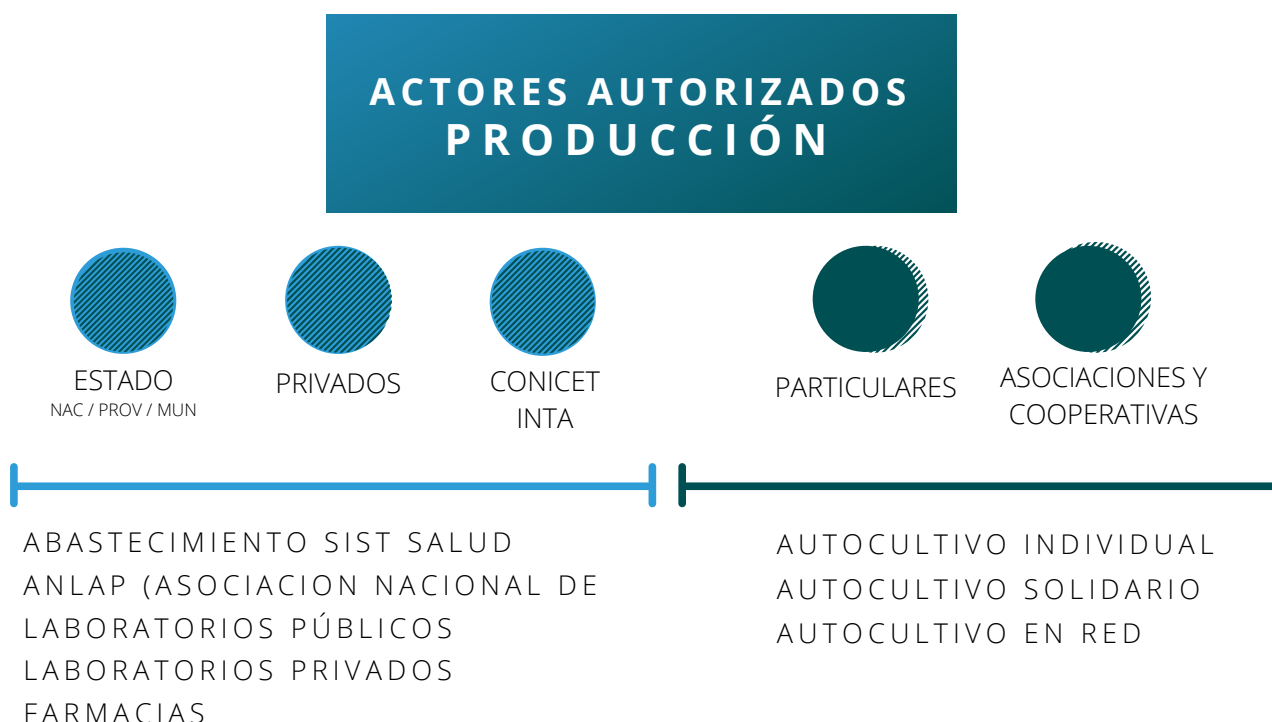 ACTORES AUTORIZADOS
PRODUCCIÓN
ESTADO
NAC / PROV / MUN
PRIVADOS
CONICET
INTA
PARTICULARES
ASOCIACIONES Y
COOPERATIVAS
ABASTECIMIENTO SIST SALUD
ANLAP (ASOCIACION NACIONAL DE
LABORATORIOS PÚBLICOS
LABORATORIOS PRIVADOS
FARMACIAS
AUTOCULTIVO INDIVIDUAL
AUTOCULTIVO SOLIDARIO
AUTOCULTIVO EN RED